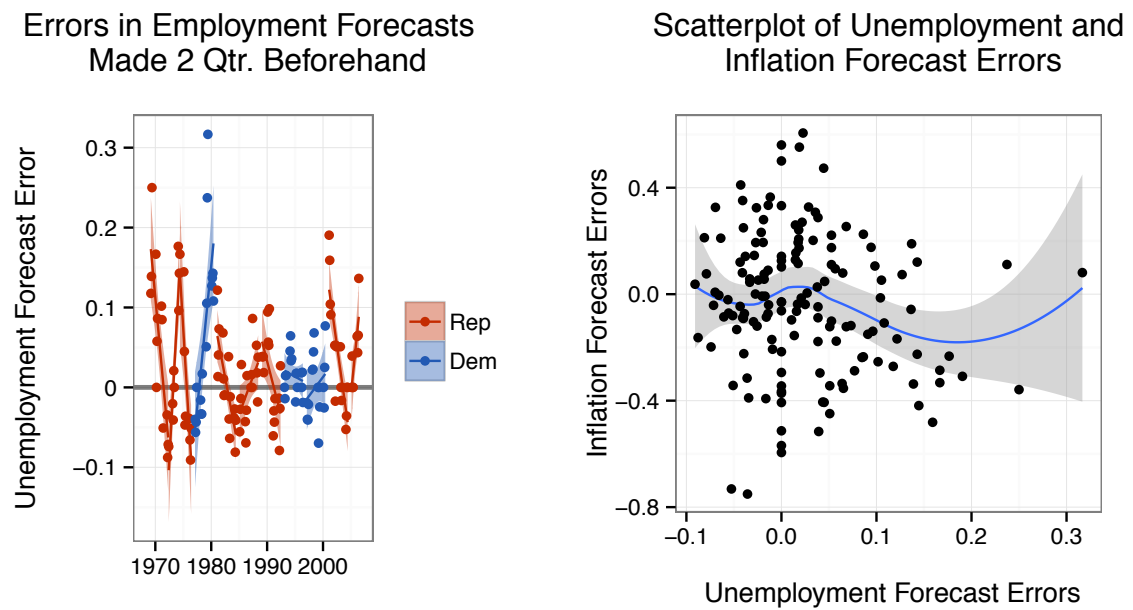 Errors in Employment Forecasts
Made 2 Qtr. Beforehand
Unemployment Forecast Error
0.3
0.2
0.1
0
−0.1
1970 1980 1990 2000
Rep
Dem
Scatterplot of Unemployment and
Inflation Forecast Errors
Inflation Forecast Errors
0.4
0.0
−0.4
−0.8
−0.1 0.0 0.1 0.2 0.3
Unemployment Forecast Errors